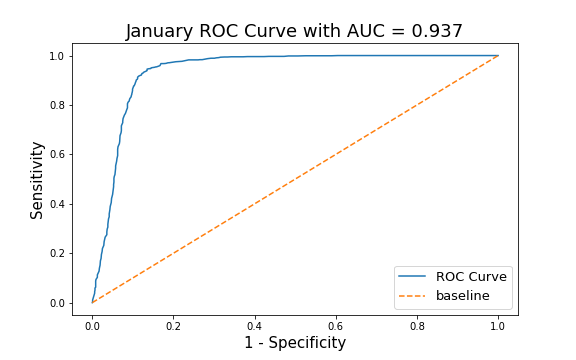 January ROC Curve with AUC = 0.937
1.0
0.8
0.6
0.4
0.2
0.0
Sensitivity
0.0 0.2 0.4 0.6 0.8 1.0
1 - Specificity
ROC Curve
baseline